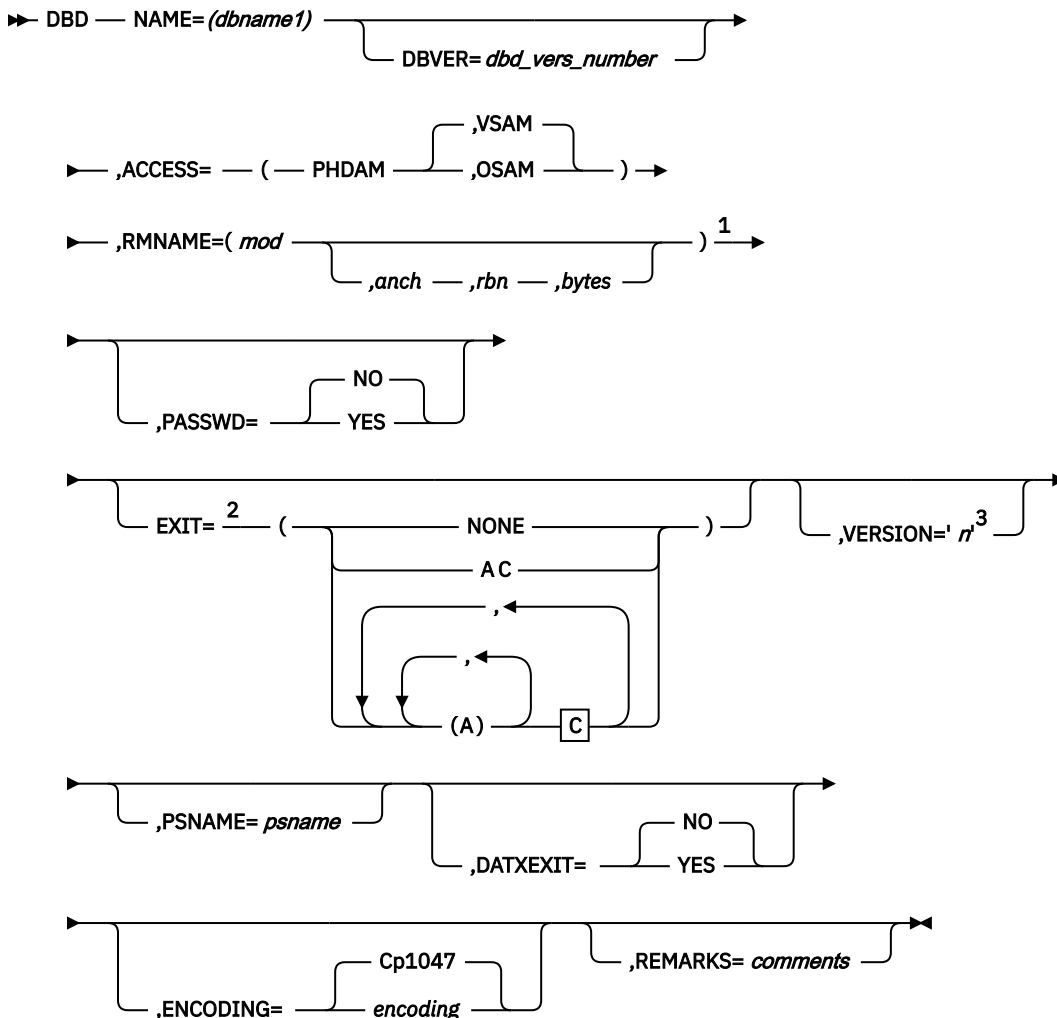 DBD NAME=(dbname1)
DBVER= dbd_vers_number
,VSAM
,ACCESS= ( PHDAM ,OSAM )
,RMNAME=( mod ) 1
,anch ,rbn ,bytes
NO
,PASSWD= YES
EXIT= 2 ( NONE ) ,VERSION=' n' 3
A C
,
,
(A) C
,PSNAME= psname NO
,DATXEXIT= YES
Cp1047 ,REMARKS= comments
,ENCODING= encoding